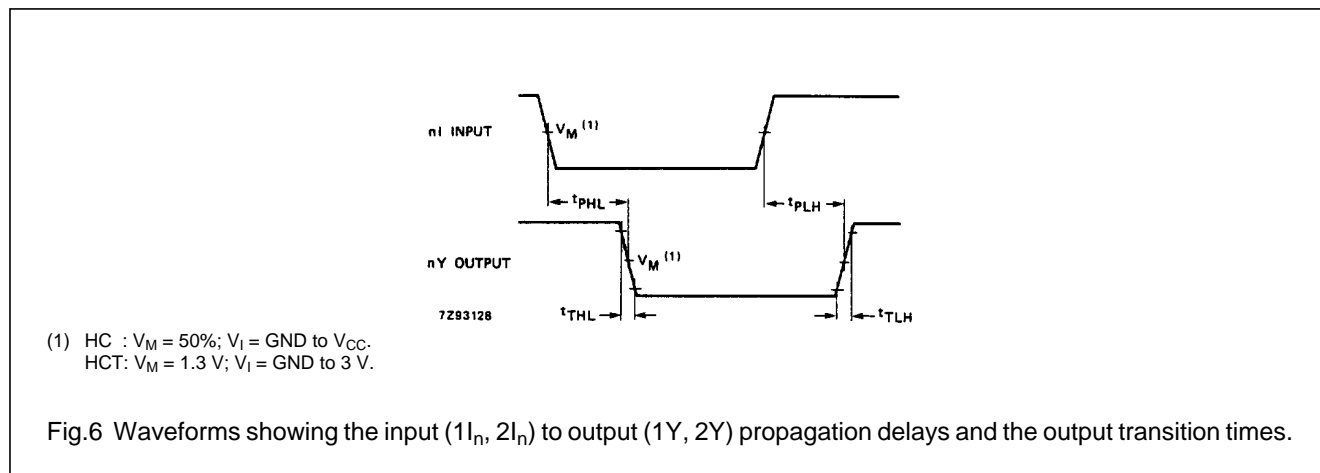 nI INPUT
VM (1)
tPHL
tPLH
nY OUTPUT
VM (1)
7Z93128
tTHL
tTLH
(1) HC : VM = 50%; VI = GND to VCC.
HCT: VM = 1.3 V; VI = GND to 3 V.
Fig.6 Waveforms showing the input (1In, 2In) to output (1Y, 2Y) propagation delays and the output transition times.